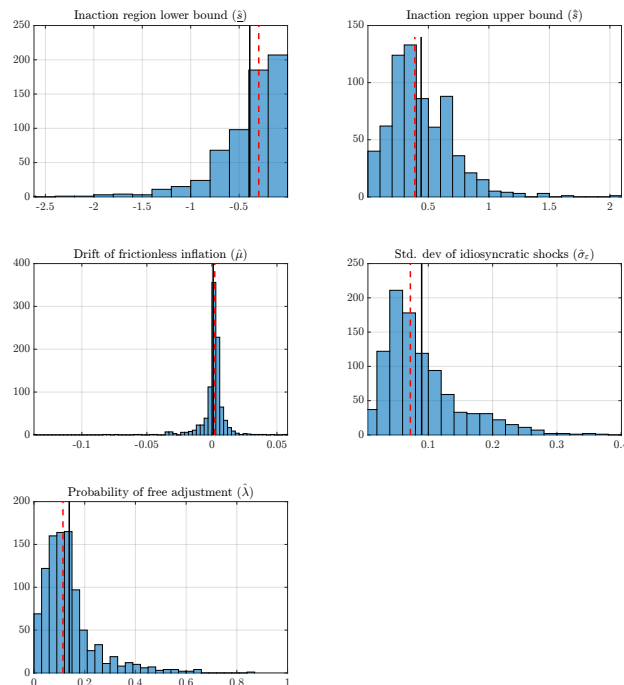 Inaction region lower bound (ŝ̲)
250
200
150
100
50
0
-2.5 -2 -1.5 -1 -0.5
Inaction region upper bound (ŝ̄)
150
100
50
0
0.5 1 1.5 2
Drift of frictionless inflation (μ̂)
400
300
200
100
0
-0.1 -0.05 0 0.05
Std. dev of idiosyncratic shocks (σ̂ε)
250
200
150
100
50
0
0.1 0.2 0.3 0.4
Probability of free adjustment (λ̂)
200
150
100
50
0
0 0.2 0.4 0.6 0.8 1